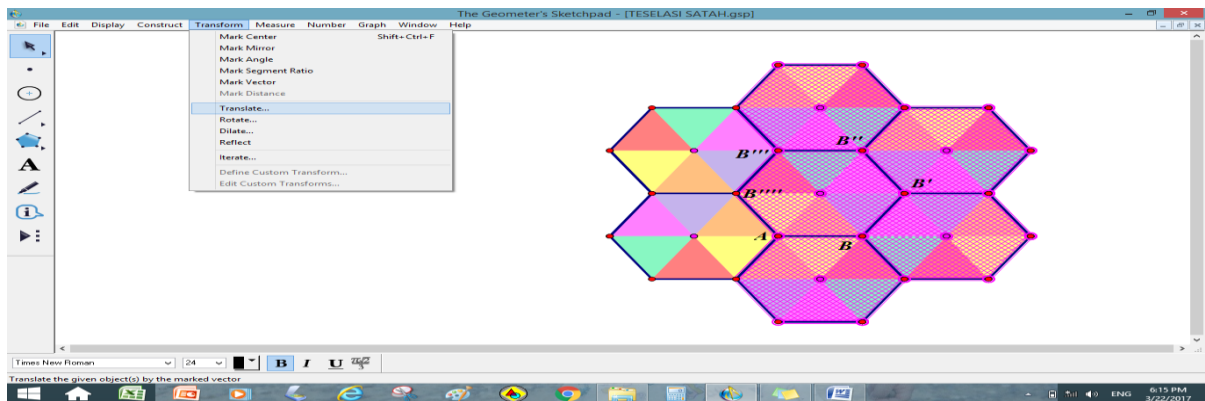 The Geometer's Sketchpad - [TESELASI SATAH.gsp]
File Edit Display Construct Transform Measure Number Graph Window Help
Mark Center Shift+Ctrl+F
Mark Mirror
Mark Angle
Mark Segment Ratio
Mark Vector
Mark Distance
Translate...
Rotate...
Dilate...
Reflect
Iterate...
Define Custom Transform...
Edit Custom Transforms...
A
B''
B'''
B'
B''''
A
B
Times New Roman 24 B I U
Translate the given object(s) by the marked vector
ENG 6:15 PM
3/22/2017